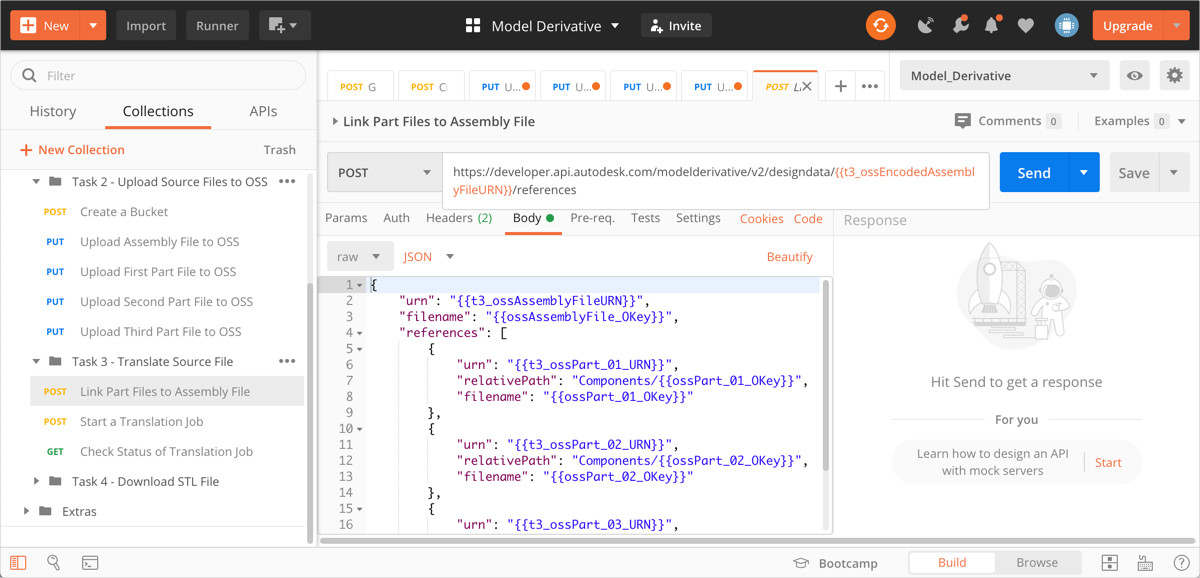 New
Import
Runner
Model Derivative
Invite
Upgrade
Filter
History
Collections
APIs
New Collection
Trash
Task 2 - Upload Source Files to OSS
POST Create a Bucket
PUT Upload Assembly File to OSS
PUT Upload First Part File to OSS
PUT Upload Second Part File to OSS
PUT Upload Third Part File to OSS
Task 3 - Translate Source File
POST Link Part Files to Assembly File
POST Start a Translation Job
GET Check Status of Translation Job
Task 4 - Download STL File
Extras
POST G
POST C
PUT U...
PUT U...
PUT U...
PUT U...
POST Li
Model_Derivative
Link Part Files to Assembly File
Comments 0
Examples 0
POST
https://developer.api.autodesk.com/modelderivative/v2/designdata/{{t3_ossEncodedAssembl
yFileURN}}/references
Send
Save
Params
Auth
Headers (2)
Body
Pre-req.
Tests
Settings
Cookies
Code
Response
raw
JSON
Beautify
1 {
2 "urn": "{{t3_ossAssemblyFileURN}}",
3 "filename": "{{ossAssemblyFile_OKey}}",
4 "references": [
5 {
6 "urn": "{{t3_ossPart_01_URN}}",
7 "relativePath": "Components/{{ossPart_01_OKey}}",
8 "filename": "{{ossPart_01_OKey}}"
9 },
10 {
11 "urn": "{{t3_ossPart_02_URN}}",
12 "relativePath": "Components/{{ossPart_02_OKey}}",
13 "filename": "{{ossPart_02_OKey}}"
14 },
15 {
16 "urn": "{{t3_ossPart_03_URN}}",
Hit Send to get a response
For you
Learn how to design an API
with mock servers
Start
Bootcamp
Build
Browse